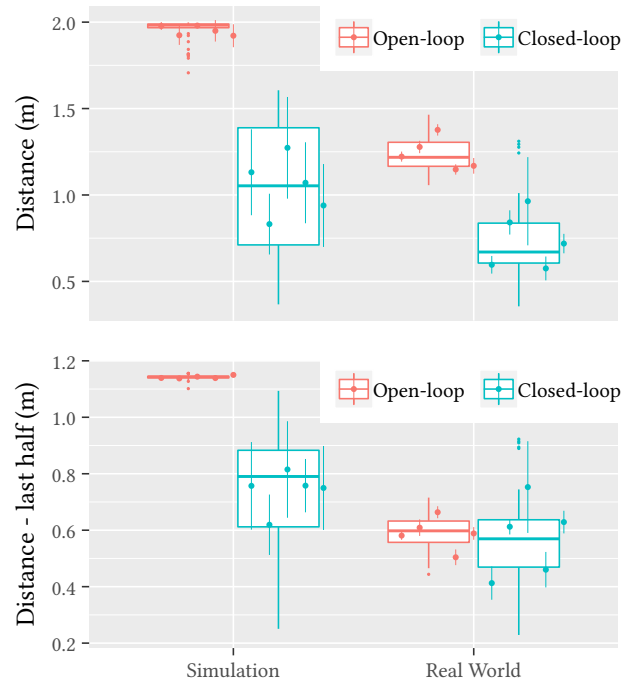 2.0
1.5
1.0
0.5
Distance (m)
Open-loop
Closed-loop
1.2
1.0
0.8
0.6
0.4
0.2
Distance - last half (m)
Open-loop
Closed-loop
Simulation
Real World